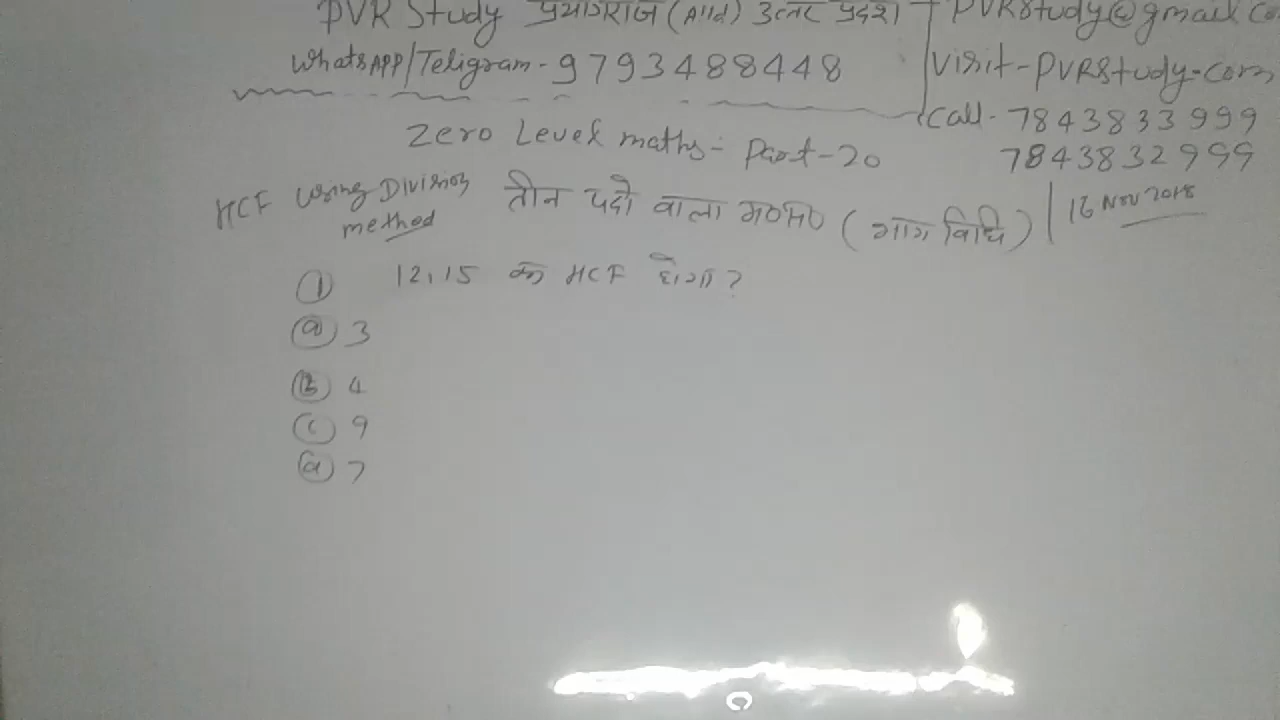 PVR Study प्रयागराज (Alld) उत्तर प्रदेश
PVRStudy@gmail.co
WhatsAPP/Teligram - 9793488448
Visit - PVRStudy.com
Call - 7843833999
7843832999
Zero Level maths - Part-20
HCF using Division method
तीन पदो वाला म०स० (भाग विधि) | 16 Nov 2018
① 12, 15 का HCF होगा?
ⓐ 3
ⓑ 4
ⓒ 9
ⓓ 7